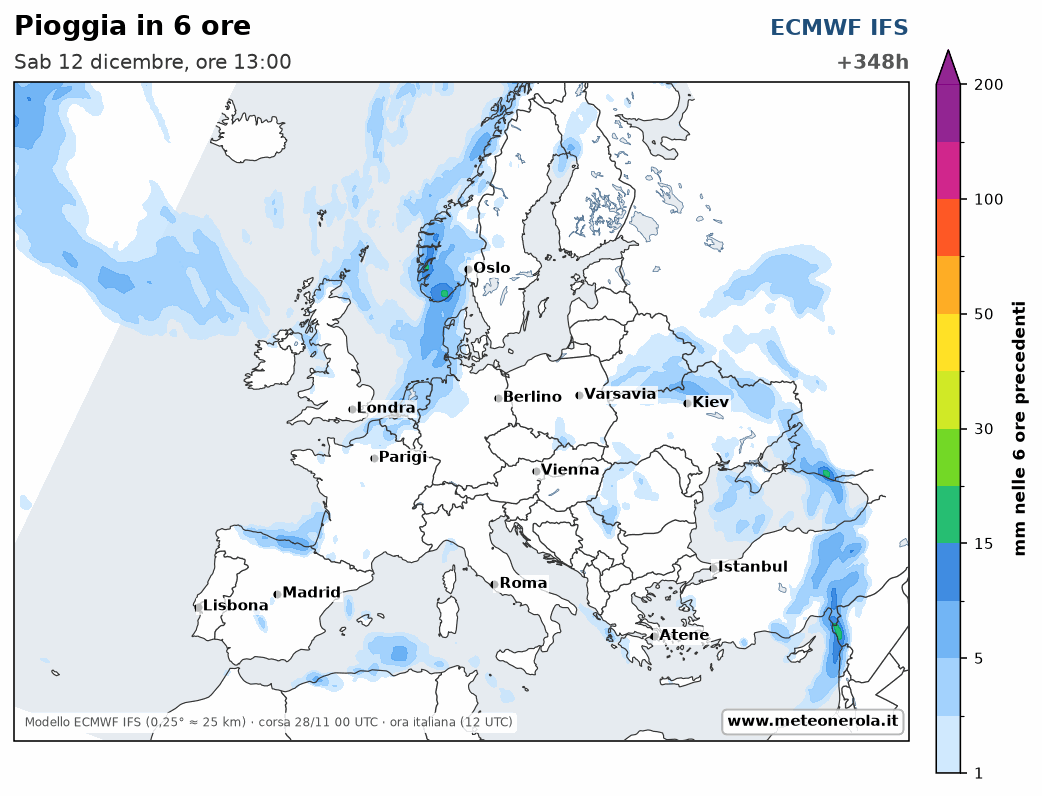 Pioggia in 6 ore
ECMWF IFS
Sab 12 dicembre, ore 13:00
+348h
200
100
50
30
15
5
1
mm nelle 6 ore precedenti
Oslo
Berlino
Varsavia
Kiev
Londra
Parigi
Vienna
Istanbul
Roma
Madrid
Lisbona
Atene
Modello ECMWF IFS (0,25° ≈ 25 km) · corsa 28/11 00 UTC · ora italiana (12 UTC)
www.meteonerola.it